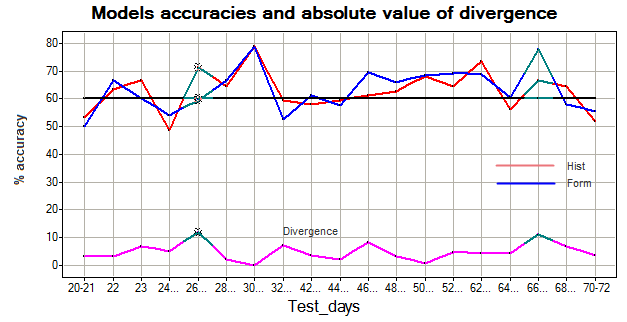 Models accuracies and absolute value of divergence
80
70
60
50
40
30
20
10
0
% accuracy
Hist
Form
Divergence
20-21 22 23 24... 26... 28... 30... 32... 42... 44... 46... 48... 50... 52... 62... 64... 66... 68... 70-72
Test_days